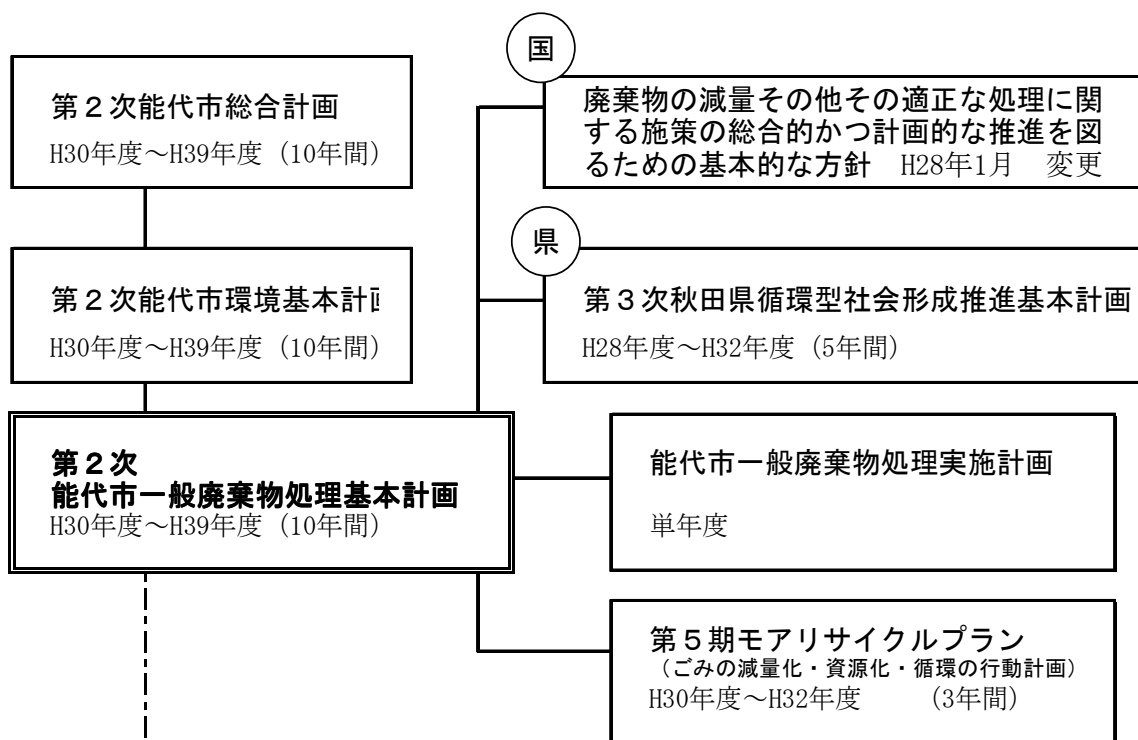 国
第２次能代市総合計画
H30年度～H39年度（10年間）
廃棄物の減量その他その適正な処理に関
する施策の総合的かつ計画的な推進を図
るための基本的な方針　H28年1月　変更
県
第２次能代市環境基本計画
H30年度～H39年度（10年間）
第３次秋田県循環型社会形成推進基本計画
H28年度～H32年度（5年間）
第２次
能代市一般廃棄物処理基本計画
H30年度～H39年度（10年間）
能代市一般廃棄物処理実施計画
単年度
第５期モアリサイクルプラン
（ごみの減量化・資源化・循環の行動計画）
H30年度～H32年度　　（3年間）